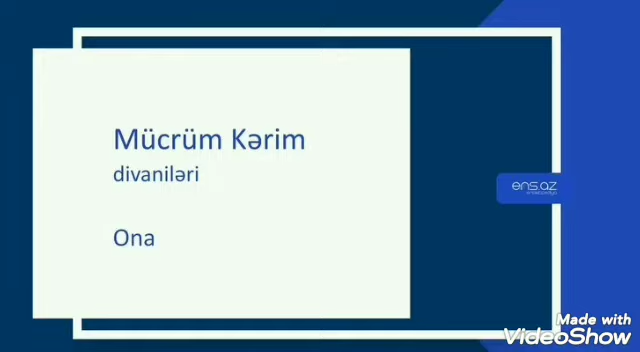 Mücrüm Kərim
divaniləri
Ona
ens.az
Made with
VideoShow